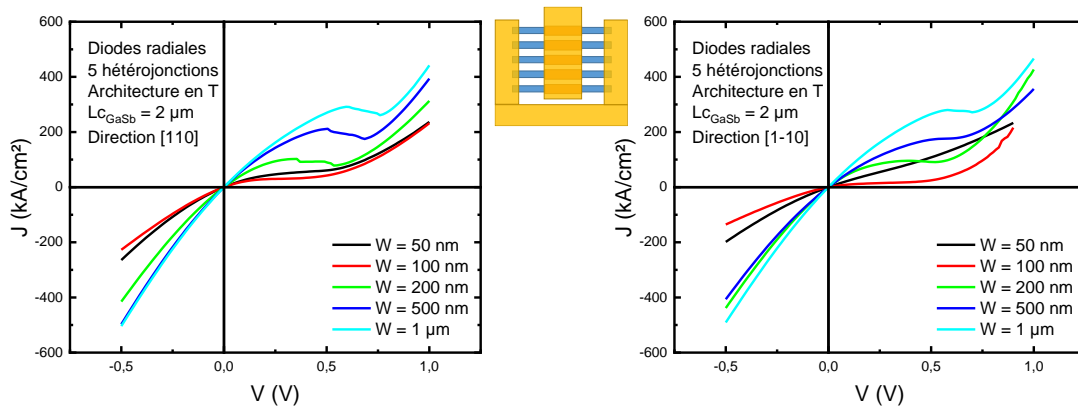 600
400
200
0
-200
-400
-600
J (kA/cm²)
Diodes radiales
5 hétérojonctions
Architecture en T
Lc_GaSb = 2 µm
Direction [110]
W = 50 nm
W = 100 nm
W = 200 nm
W = 500 nm
W = 1 µm
-0,5 0,0 0,5 1,0
V (V)
600
400
200
0
-200
-400
-600
J (kA/cm²)
Diodes radiales
5 hétérojonctions
Architecture en T
Lc_GaSb = 2 µm
Direction [1-10]
W = 50 nm
W = 100 nm
W = 200 nm
W = 500 nm
W = 1 µm
-0,5 0,0 0,5 1,0
V (V)